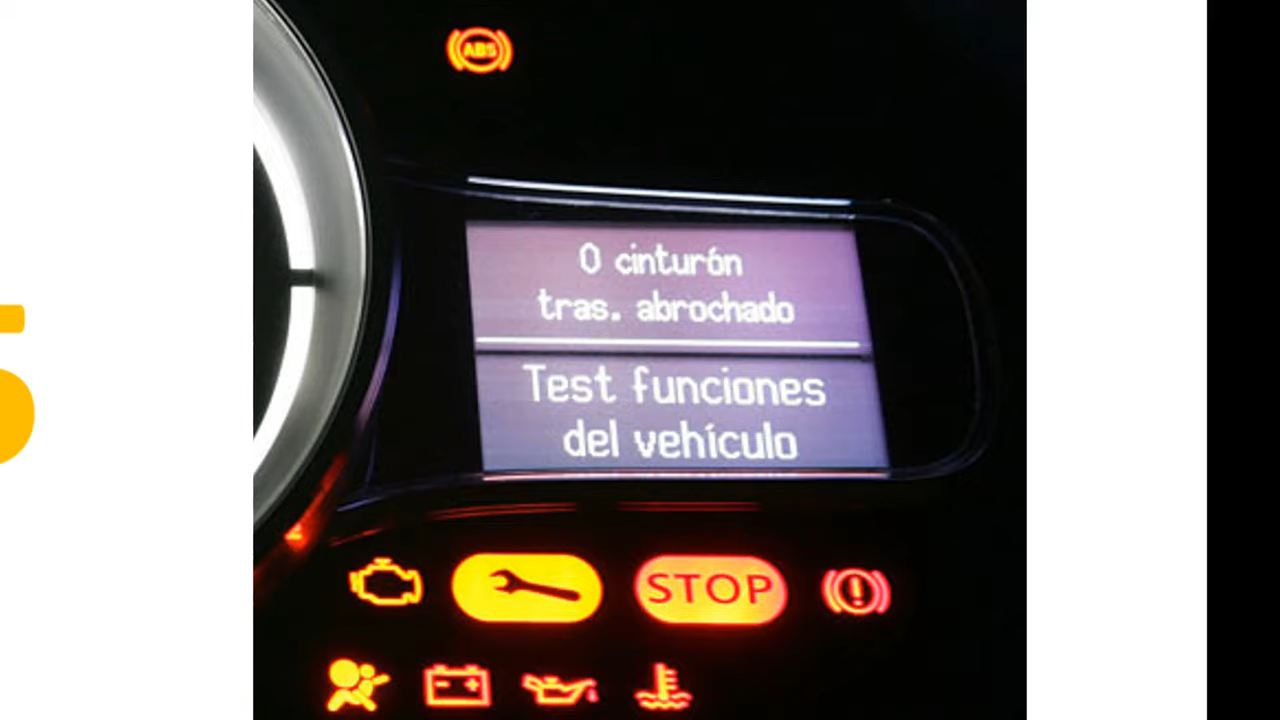 ABS
0 cinturón
tras. abrochado
Test funciones
del vehículo
STOP